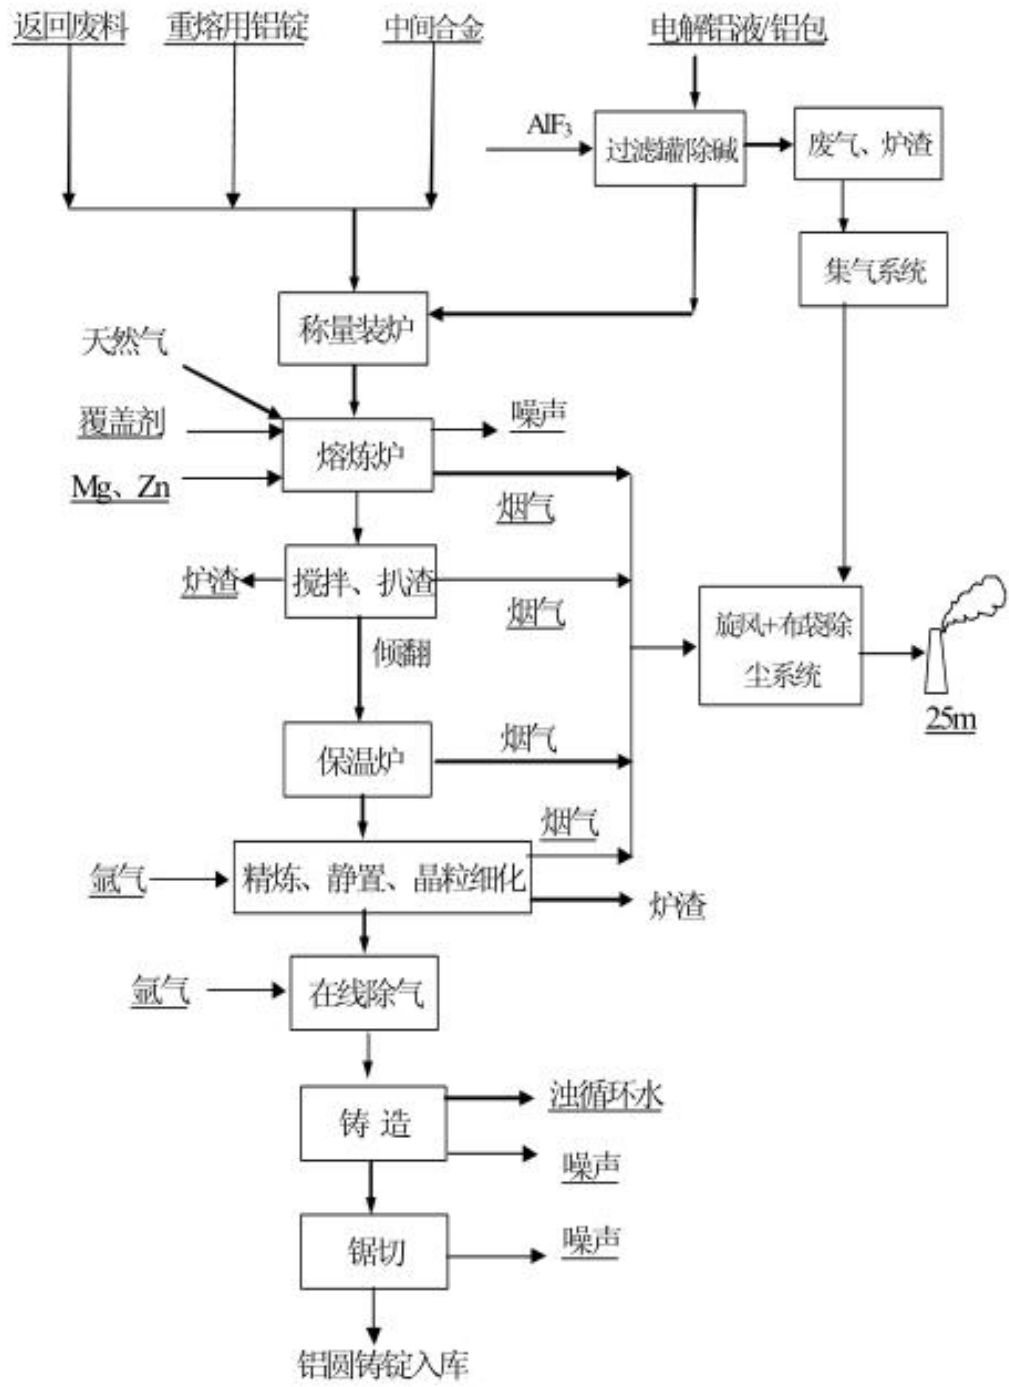 返回废料
重熔用铝锭
中间合金
电解铝液/铝包
AlF₃
过滤罐除碱
废气、炉渣
集气系统
称量装炉
天然气
覆盖剂
Mg、Zn
熔炼炉
噪声
烟气
炉渣
搅拌、扒渣
烟气
倾翻
旋风+布袋除
尘系统
25m
保温炉
烟气
烟气
氩气
精炼、静置、晶粒细化
炉渣
氩气
在线除气
铸 造
浊循环水
噪声
锯切
噪声
铝圆铸锭入库